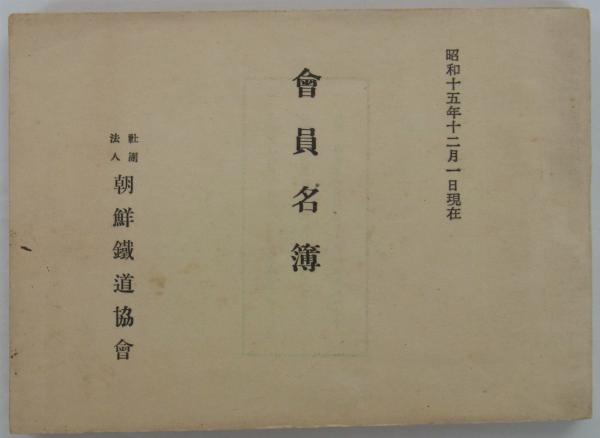 昭和十五年十二月一日現在
會員名簿
社團法人 朝鮮鐵道協會